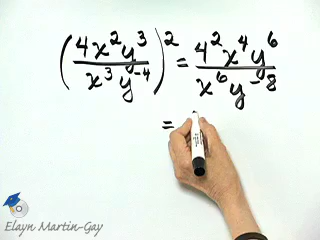 (4x²y³ / x³y⁻⁴)² = 4²x⁴y⁶ / x⁶y⁻⁸
=
Elayn Martin-Gay